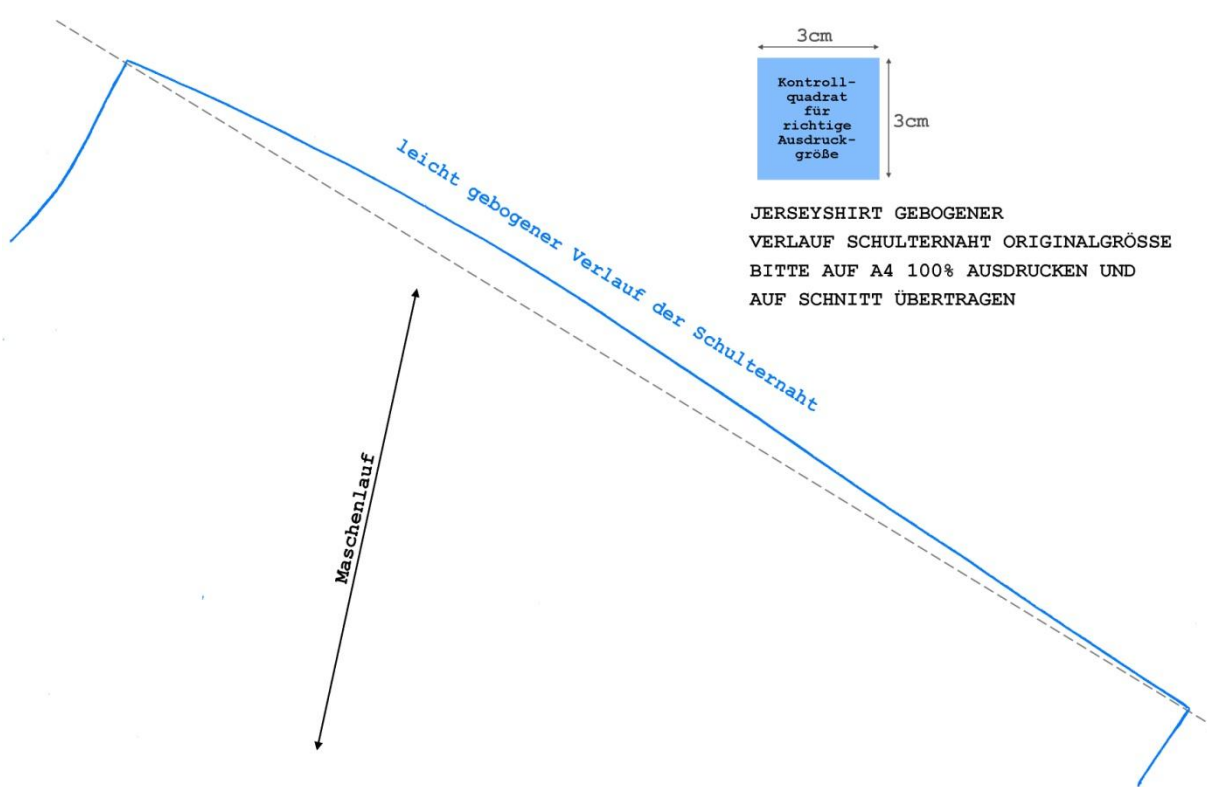 3cm
Kontroll-
quadrat
für
richtige
Ausdruck-
größe
3cm
JERSEYSHIRT GEBOGENER
VERLAUF SCHULTERNAHT ORIGINALGRÖSSE
BITTE AUF A4 100% AUSDRUCKEN UND
AUF SCHNITT ÜBERTRAGEN
leicht gebogener Verlauf der Schulternaht
Maschenlauf